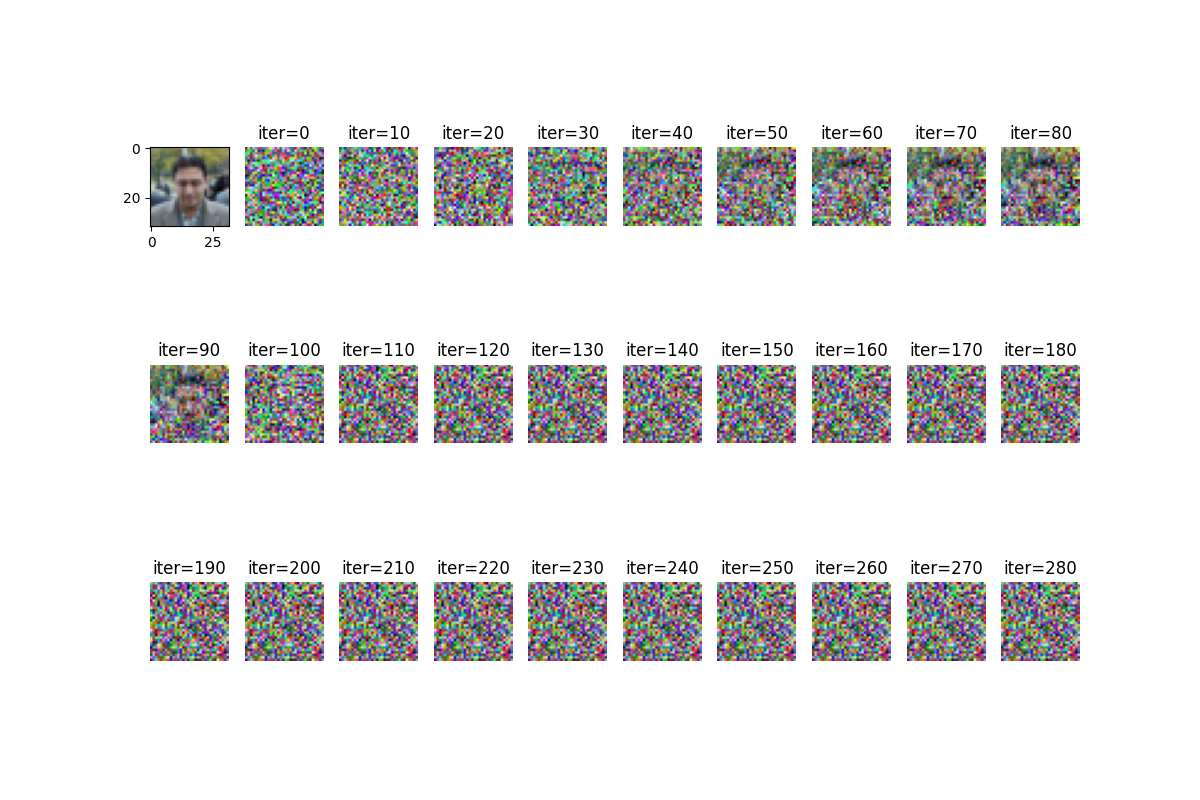 iter=0 iter=10 iter=20 iter=30 iter=40 iter=50 iter=60 iter=70 iter=80
0
20
0 25
iter=90 iter=100 iter=110 iter=120 iter=130 iter=140 iter=150 iter=160 iter=170 iter=180
iter=190 iter=200 iter=210 iter=220 iter=230 iter=240 iter=250 iter=260 iter=270 iter=280